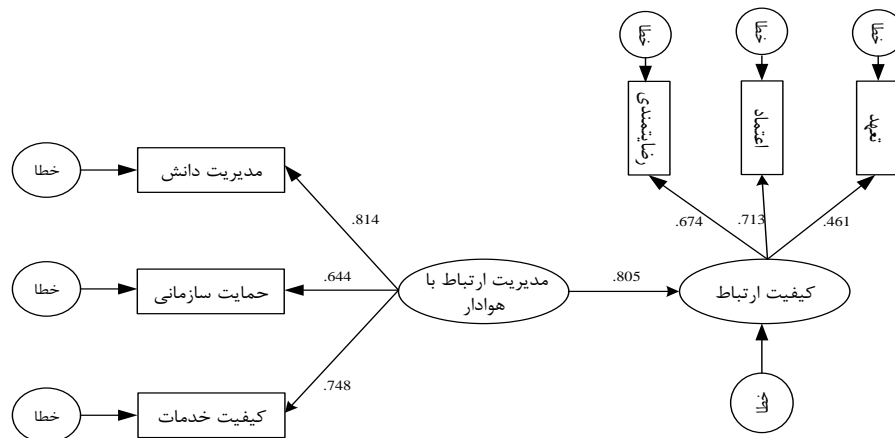 خطا
خطا
خطا
رضایتمندی
اعتماد
تعهد
خطا
مدیریت دانش
.814
.674
.713
.461
خطا
حمایت سازمانی
.644
مدیریت ارتباط با
هوادار
.805
کیفیت ارتباط
.748
خطا
کیفیت خدمات